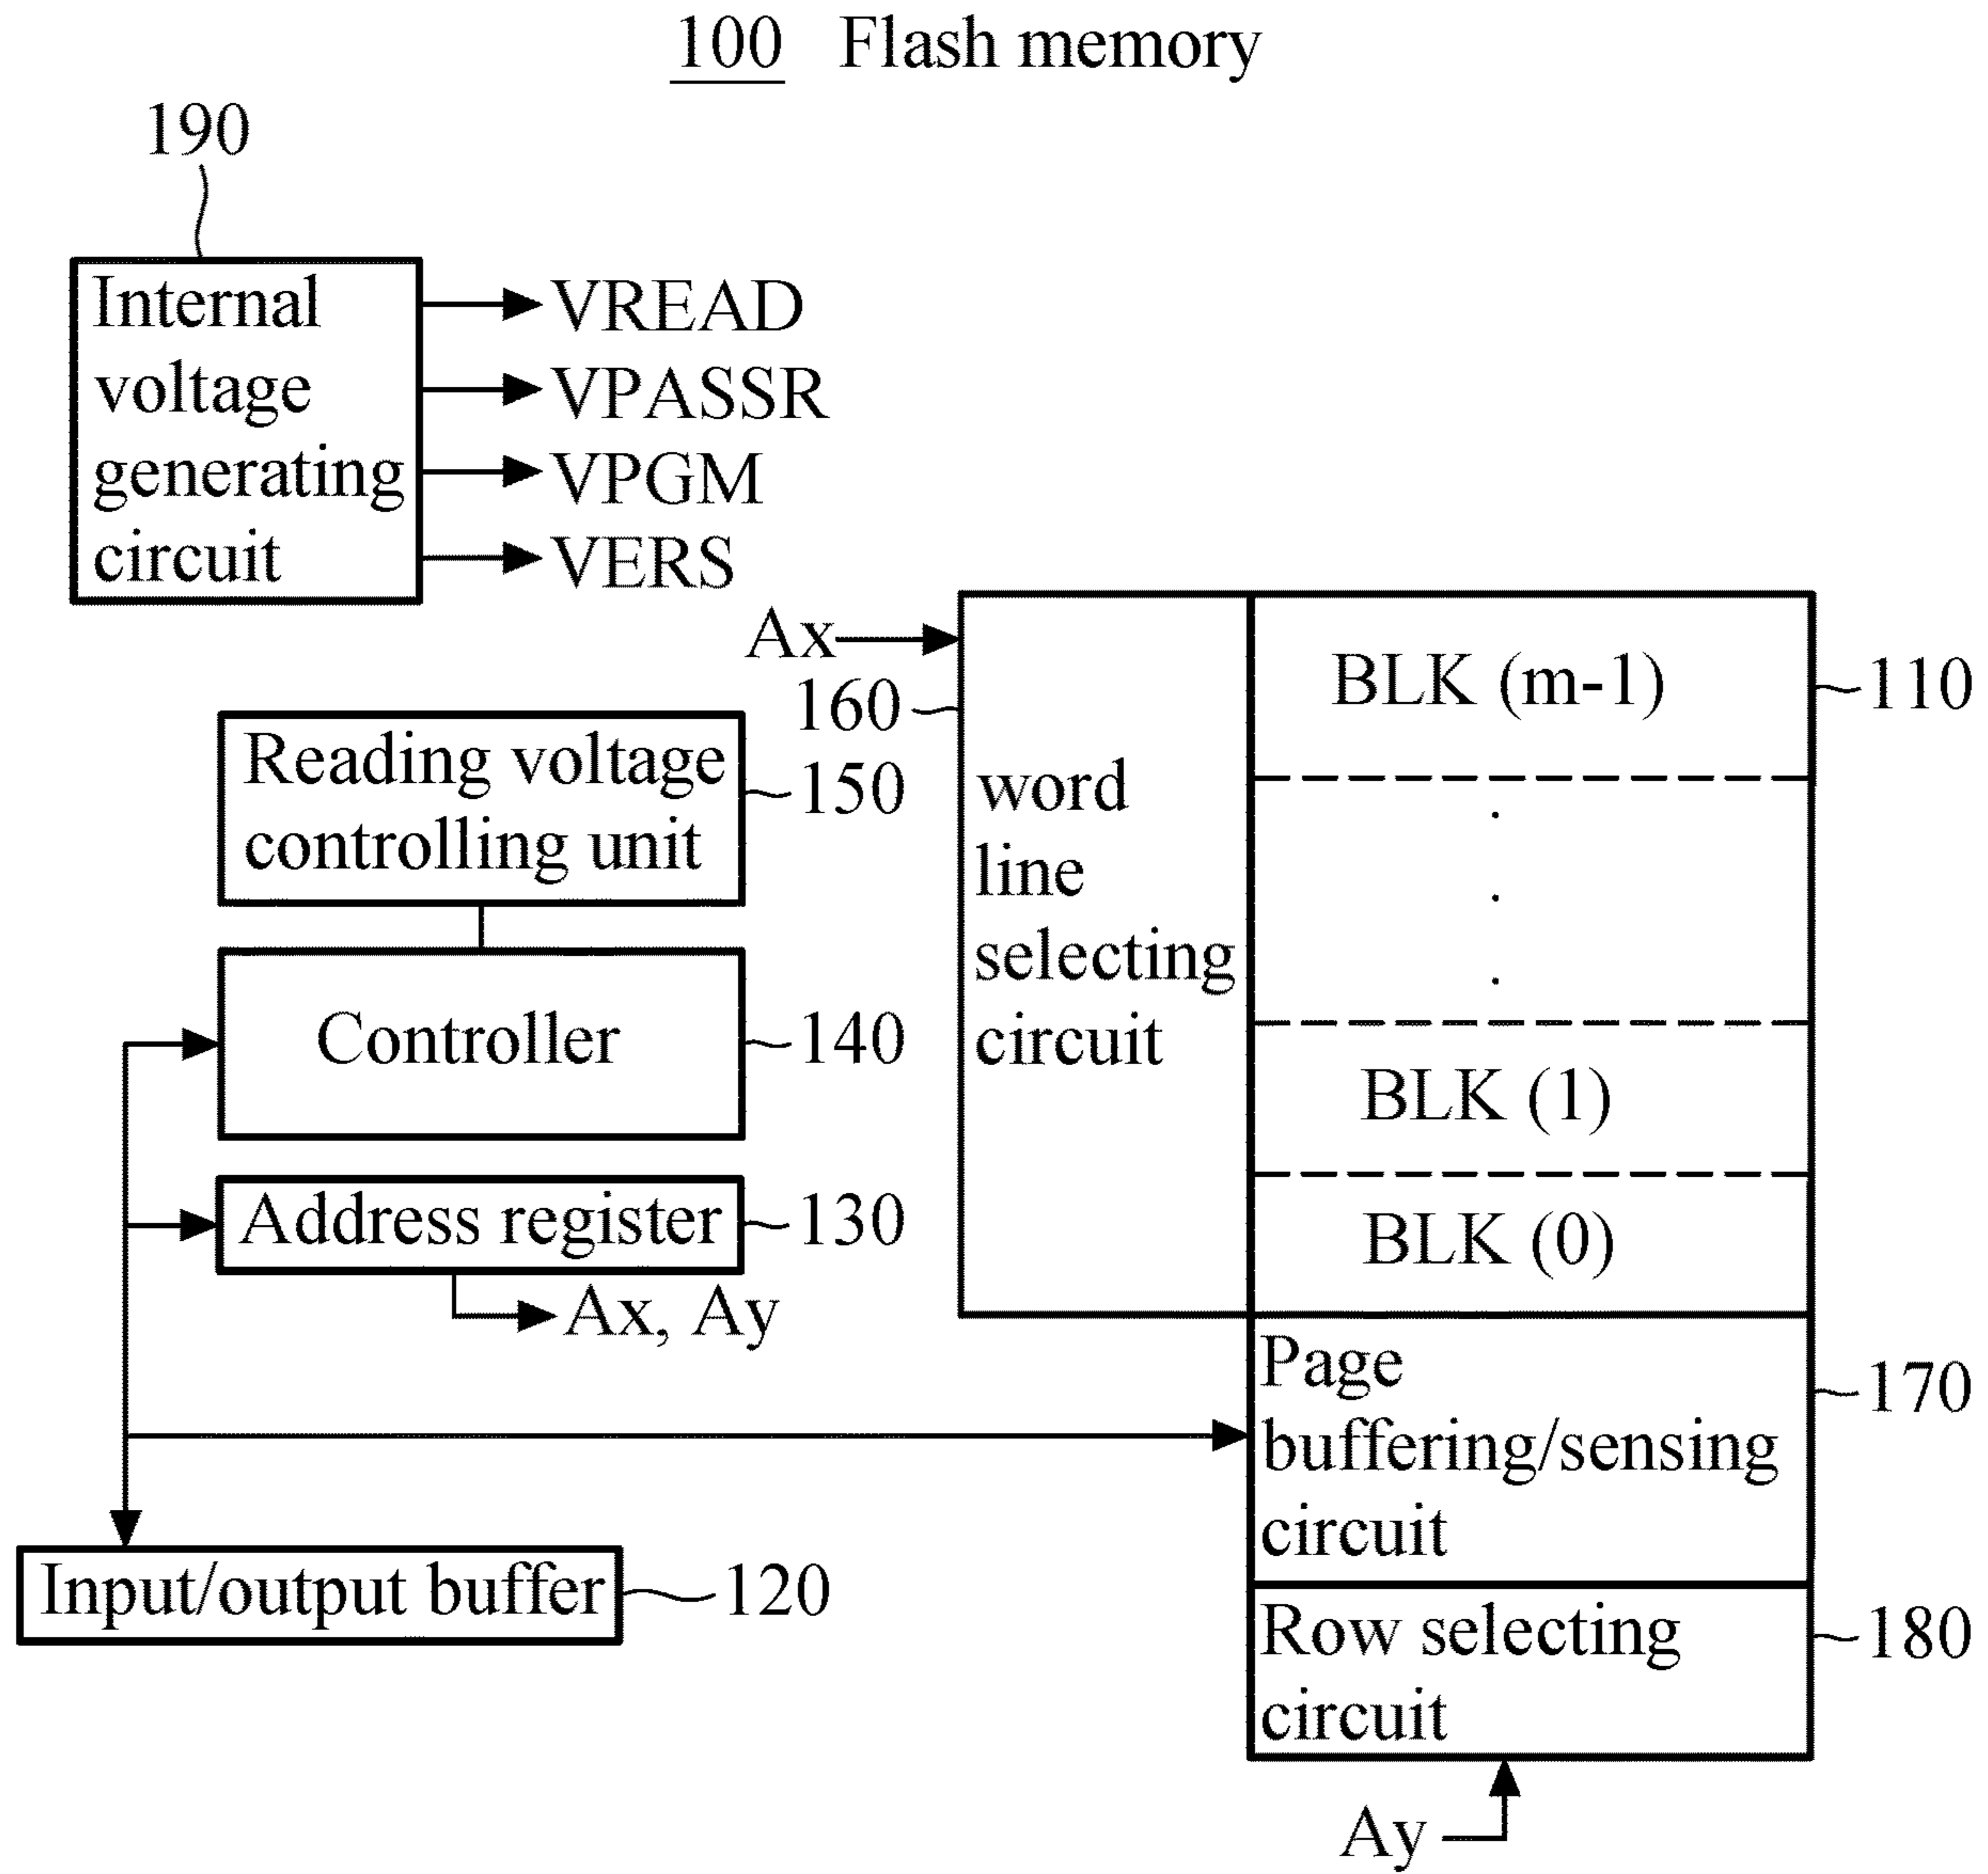 100 Flash memory
190
Internal
voltage
generating
circuit
VREAD
VPASSR
VPGM
VERS
Ax
160
word
line
selecting
circuit
BLK (m-1)
110
.
.
.
BLK (1)
BLK (0)
Reading voltage
controlling unit
150
Controller
140
Address register
130
Ax, Ay
Page
buffering/sensing
circuit
170
Input/output buffer
120
Row selecting
circuit
180
Ay